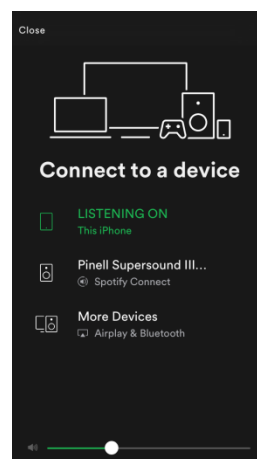 Close
Connect to a device
LISTENING ON
This iPhone
Pinell Supersound III...
Spotify Connect
More Devices
Airplay & Bluetooth